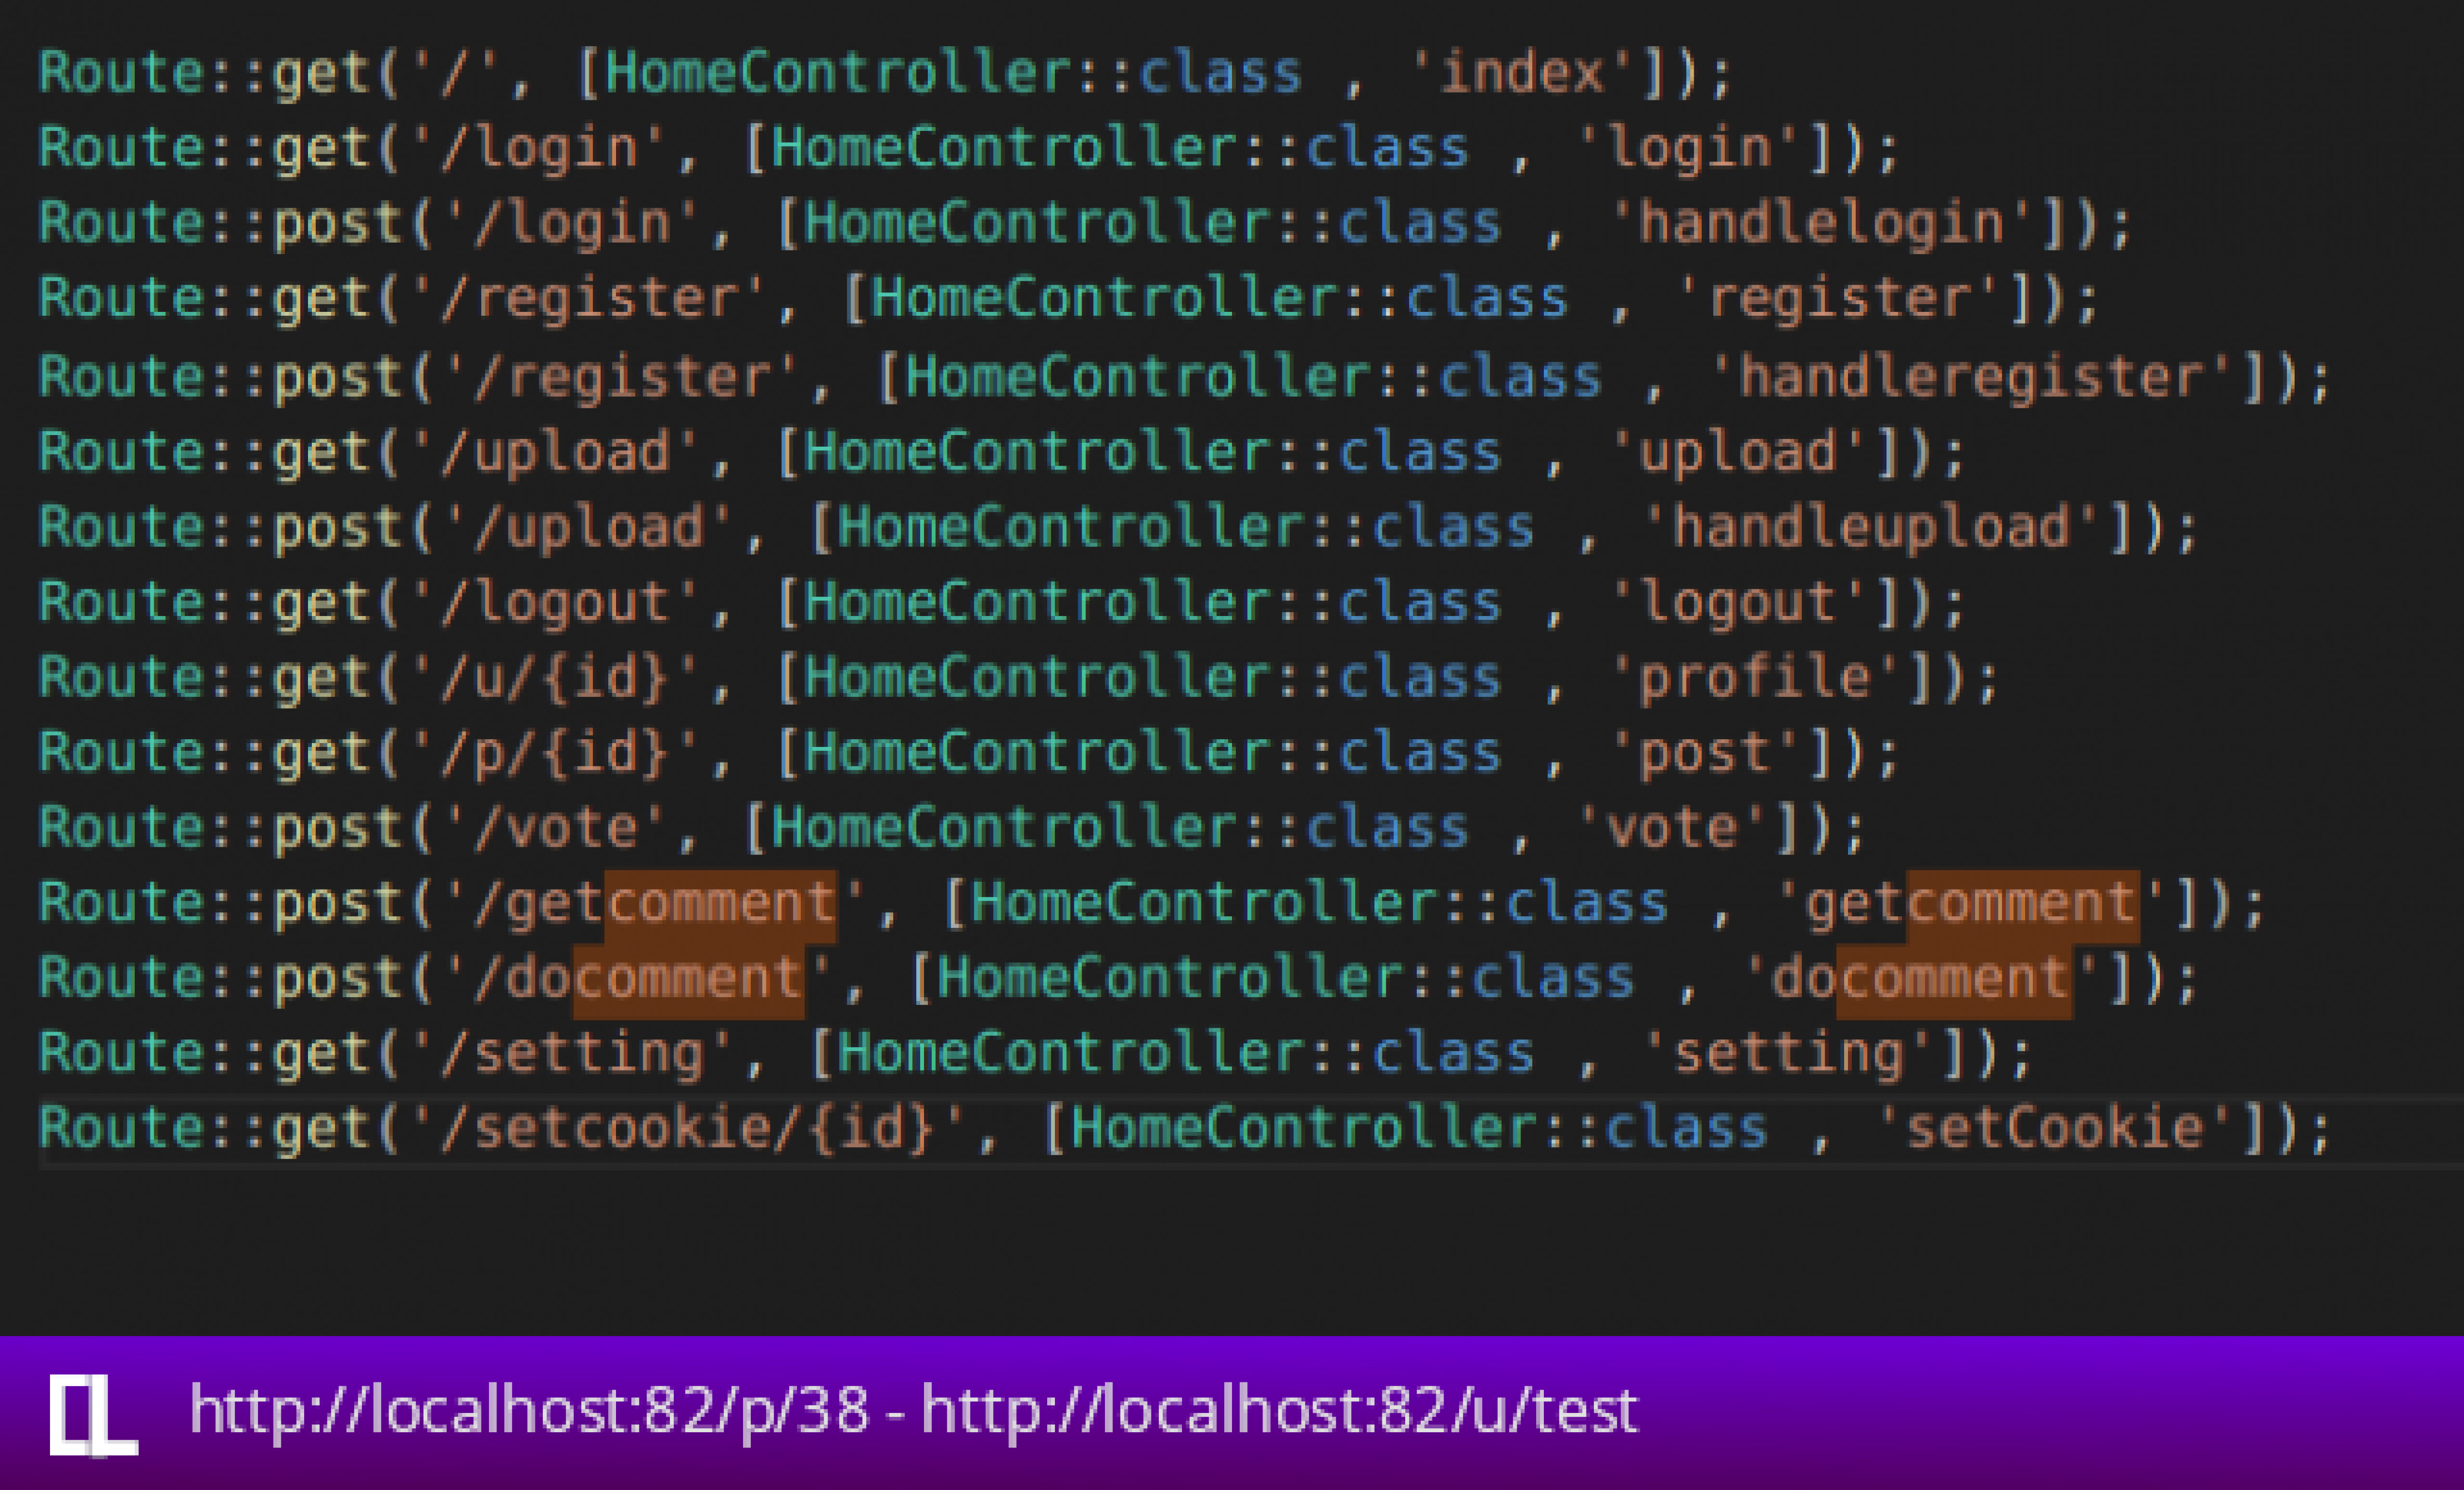 Route::get('/', [HomeController::class , 'index']);
Route::get('/login', [HomeController::class , 'login']);
Route::post('/login', [HomeController::class , 'handlelogin']);
Route::get('/register', [HomeController::class , 'register']);
Route::post('/register', [HomeController::class , 'handleregister']);
Route::get('/upload', [HomeController::class , 'upload']);
Route::post('/upload', [HomeController::class , 'handleupload']);
Route::get('/logout', [HomeController::class , 'logout']);
Route::get('/u/{id}', [HomeController::class , 'profile']);
Route::get('/p/{id}', [HomeController::class , 'post']);
Route::post('/vote', [HomeController::class , 'vote']);
Route::post('/getcomment', [HomeController::class , 'getcomment']);
Route::post('/docomment', [HomeController::class , 'docomment']);
Route::get('/setting', [HomeController::class , 'setting']);
Route::get('/setcookie/{id}', [HomeController::class , 'setCookie']);
http://localhost:82/p/38 - http://localhost:82/u/test